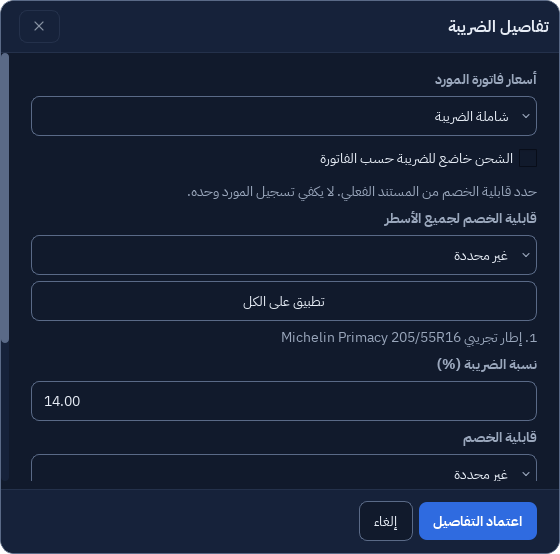 تفاصيل الضريبة
أسعار فاتورة المورد
شاملة الضريبة
الشحن خاضع للضريبة حسب الفاتورة
حدد قابلية الخصم من المستند الفعلي. لا يكفي تسجيل المورد وحده.
قابلية الخصم لجميع الأسطر
غير محددة
تطبيق على الكل
1. إطار تجريبي Michelin Primacy 205/55R16
نسبة الضريبة (%)
14.00
قابلية الخصم
غير محددة
اعتماد التفاصيل
إلغاء